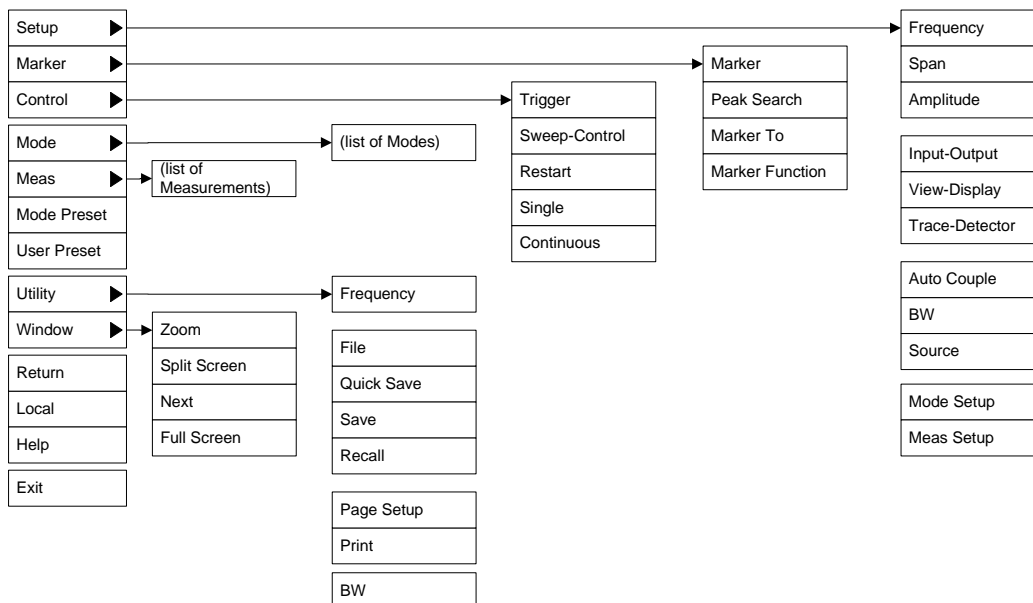 Setup
Marker
Control
Mode
Meas
Mode Preset
User Preset
Utility
Window
Return
Local
Help
Exit
(list of
Measurements)
Zoom
Split Screen
Next
Full Screen
(list of Modes)
Frequency
File
Quick Save
Save
Recall
Page Setup
Print
BW
Trigger
Sweep-Control
Restart
Single
Continuous
Marker
Peak Search
Marker To
Marker Function
Frequency
Span
Amplitude
Input-Output
View-Display
Trace-Detector
Auto Couple
BW
Source
Mode Setup
Meas Setup